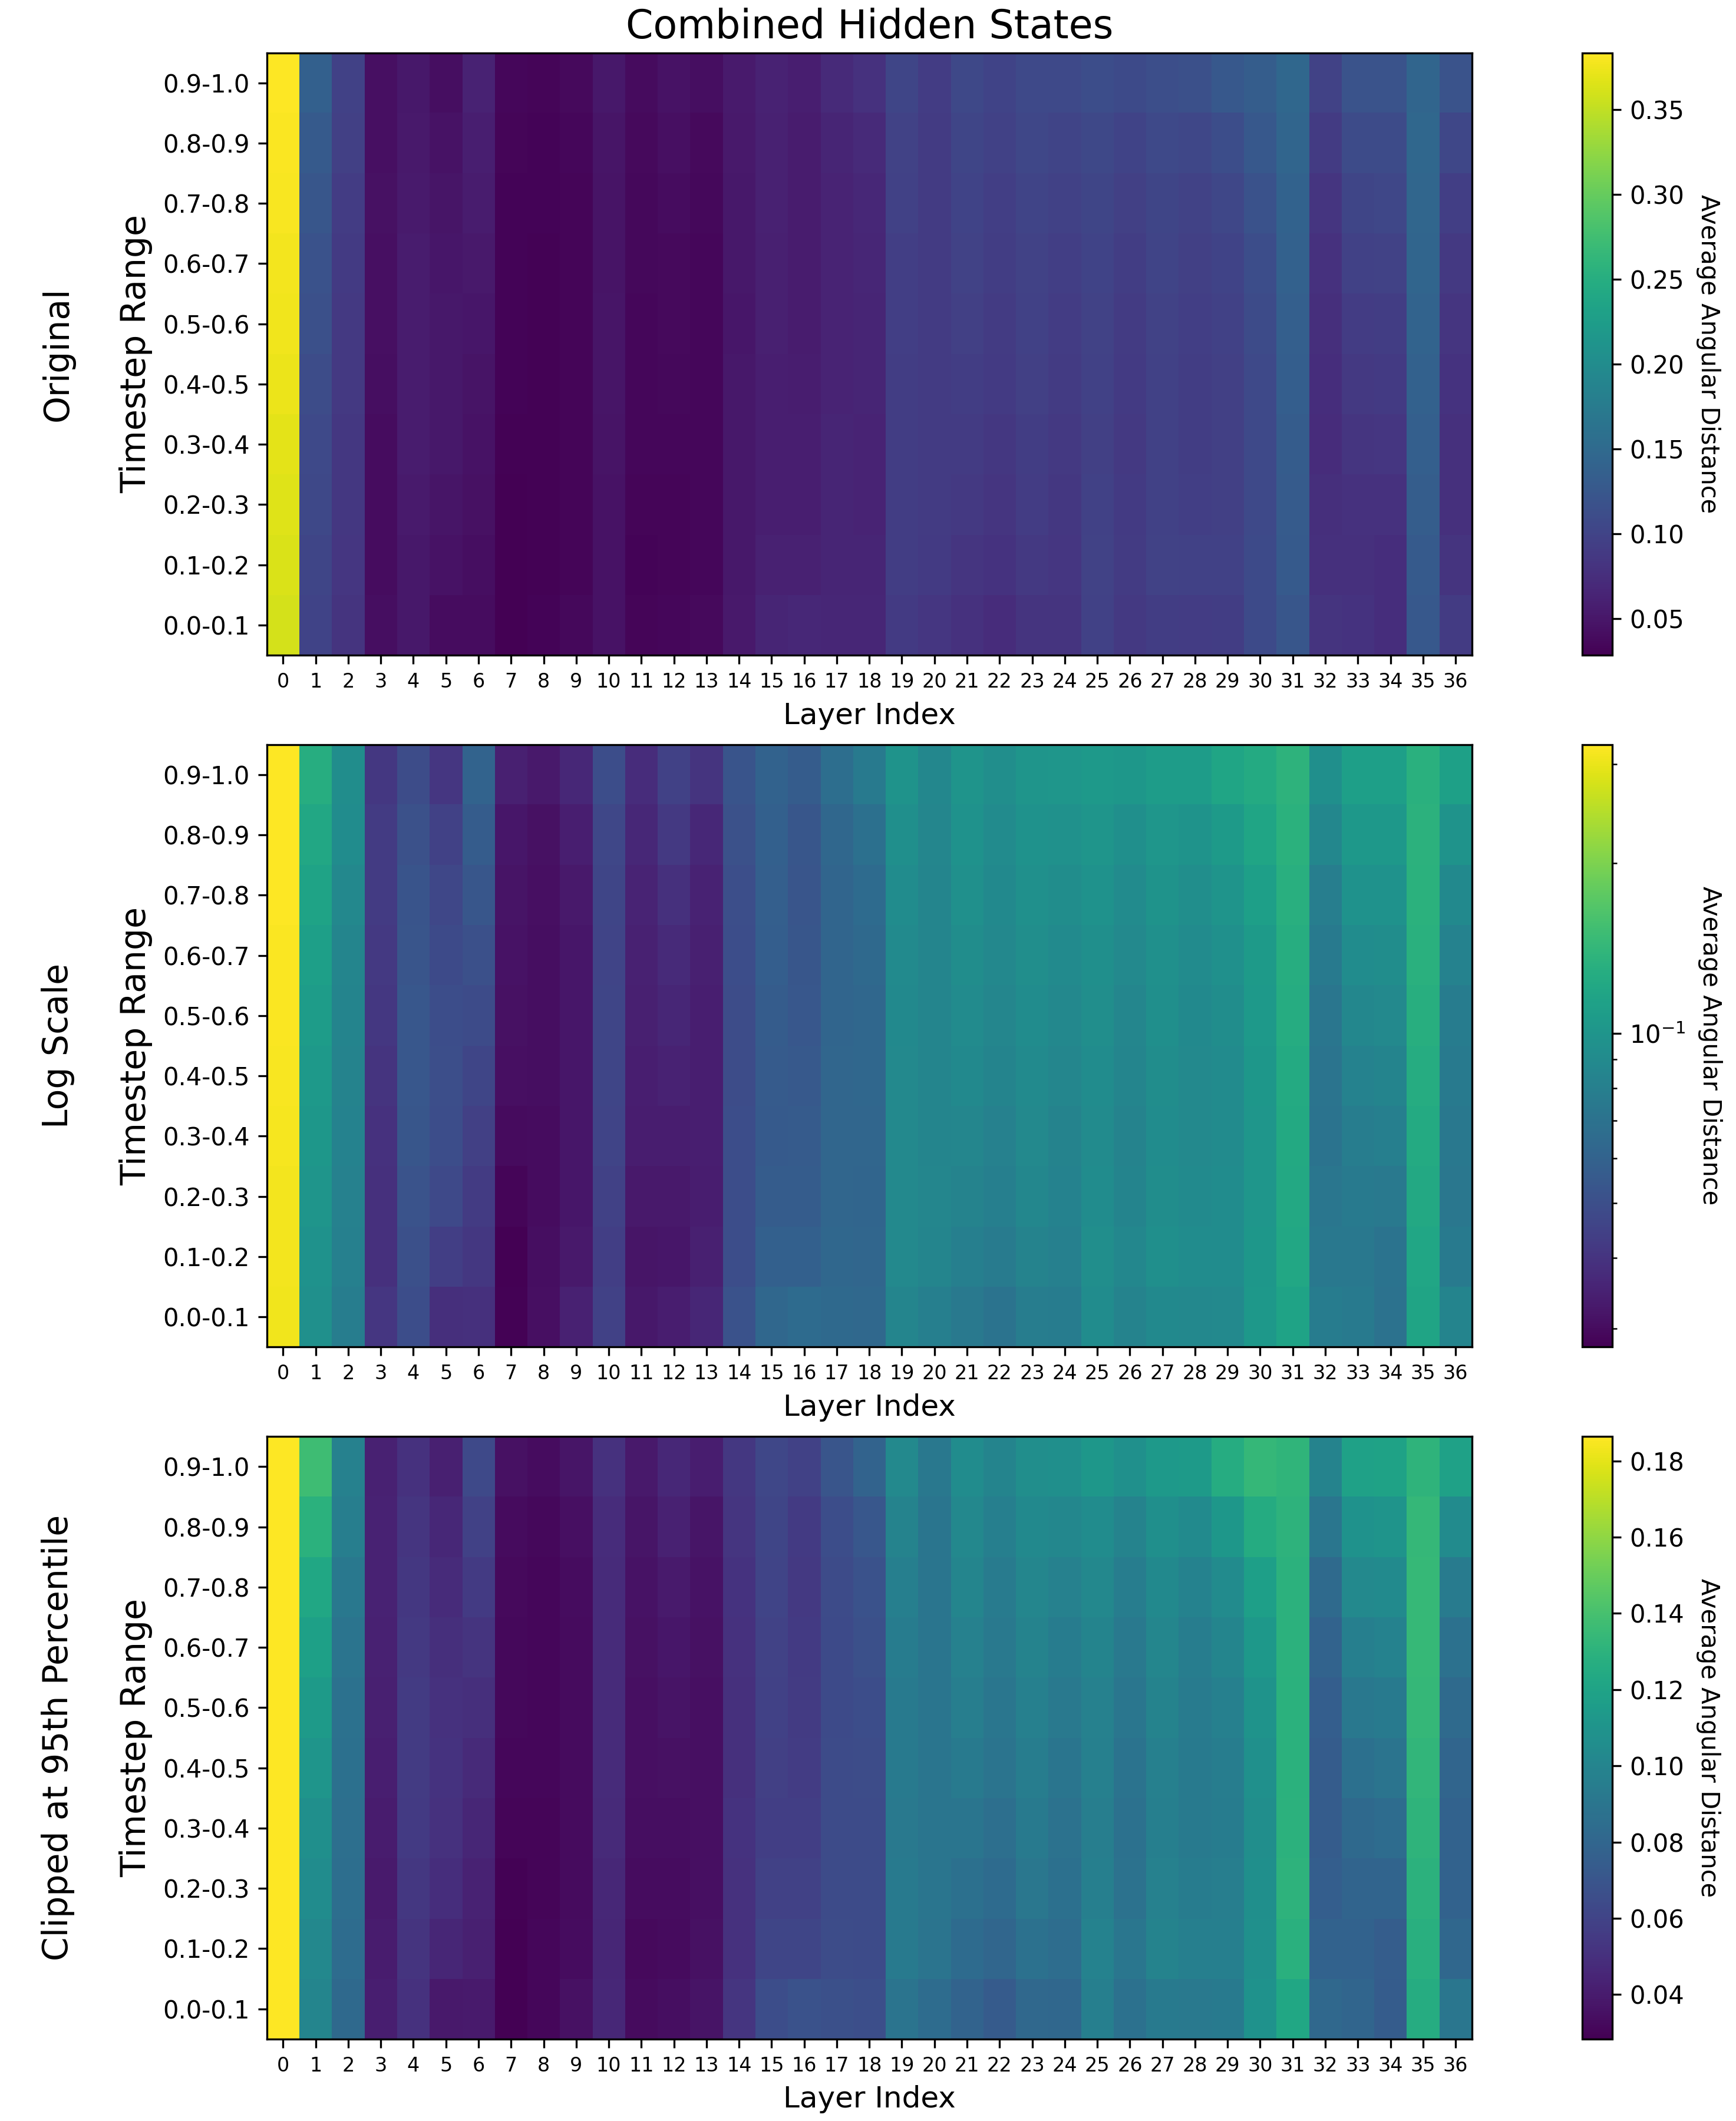 Combined Hidden States
Original
Timestep Range
0.9-1.0
0.8-0.9
0.7-0.8
0.6-0.7
0.5-0.6
0.4-0.5
0.3-0.4
0.2-0.3
0.1-0.2
0.0-0.1
0 1 2 3 4 5 6 7 8 9 10 11 12 13 14 15 16 17 18 19 20 21 22 23 24 25 26 27 28 29 30 31 32 33 34 35 36
Layer Index
0.35
0.30
0.25
0.20
0.15
0.10
0.05
Average Angular Distance
Log Scale
Timestep Range
0.9-1.0
0.8-0.9
0.7-0.8
0.6-0.7
0.5-0.6
0.4-0.5
0.3-0.4
0.2-0.3
0.1-0.2
0.0-0.1
0 1 2 3 4 5 6 7 8 9 10 11 12 13 14 15 16 17 18 19 20 21 22 23 24 25 26 27 28 29 30 31 32 33 34 35 36
Layer Index
10⁻¹
Average Angular Distance
Clipped at 95th Percentile
Timestep Range
0.9-1.0
0.8-0.9
0.7-0.8
0.6-0.7
0.5-0.6
0.4-0.5
0.3-0.4
0.2-0.3
0.1-0.2
0.0-0.1
0 1 2 3 4 5 6 7 8 9 10 11 12 13 14 15 16 17 18 19 20 21 22 23 24 25 26 27 28 29 30 31 32 33 34 35 36
Layer Index
0.18
0.16
0.14
0.12
0.10
0.08
0.06
0.04
Average Angular Distance